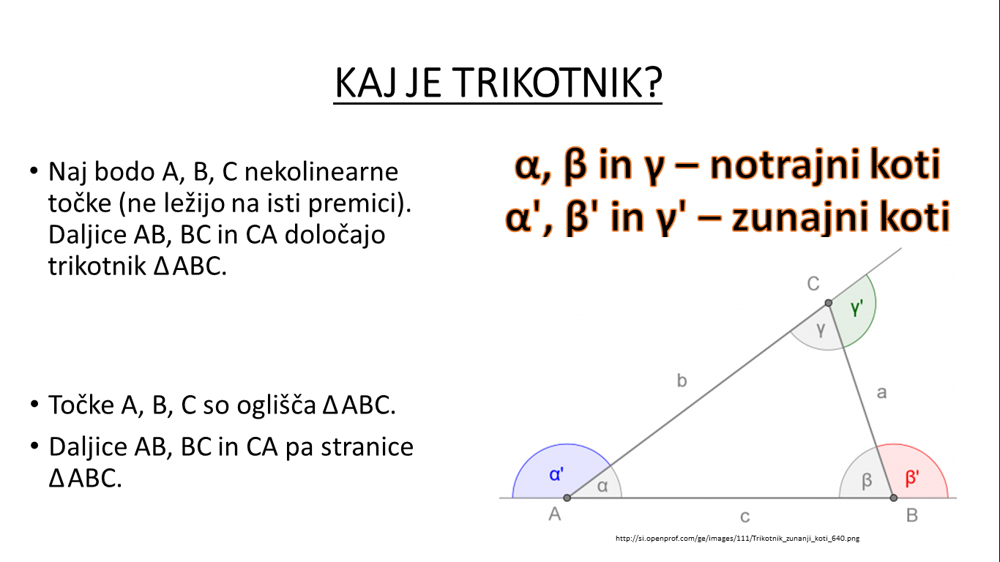 KAJ JE TRIKOTNIK?
• Naj bodo A, B, C nekolinearne
točke (ne ležijo na isti premici).
Daljice AB, BC in CA določajo
trikotnik ΔABC.
• Točke A, B, C so oglišča ΔABC.
• Daljice AB, BC in CA pa stranice
ΔABC.
α, β in γ – notrajni koti
α', β' in γ' – zunajni koti
C
γ'
γ
b
a
α'
α
β
β'
A
c
B
http://si.openprof.com/ge/images/111/Trikotnik_zunanji_koti_640.png